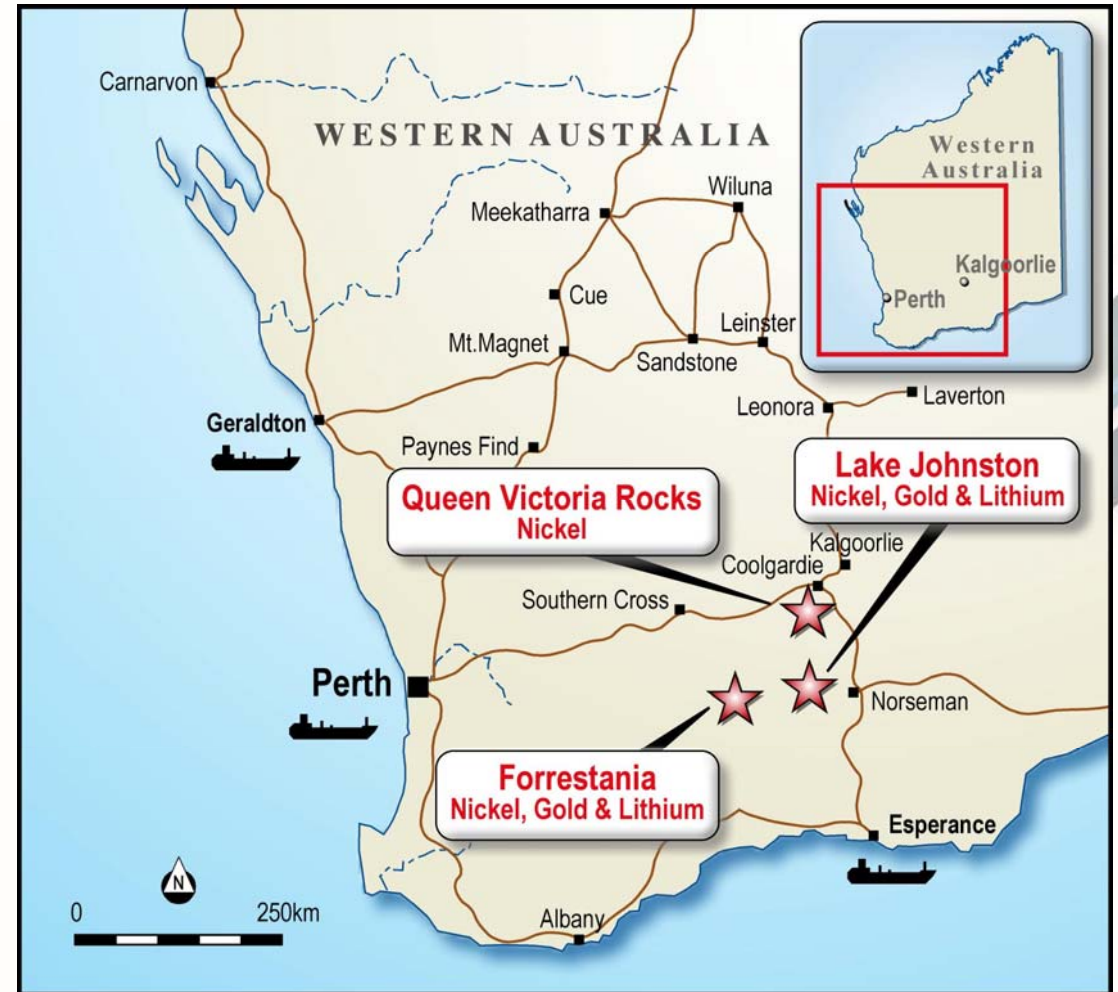 Carnarvon
WESTERN AUSTRALIA
Western
Australia
Kalgoorlie
Perth
Wiluna
Meekatharra
Cue
Mt.Magnet
Sandstone
Leinster
Laverton
Leonora
Geraldton
Paynes Find
Queen Victoria Rocks
Nickel
Lake Johnston
Nickel, Gold & Lithium
Kalgoorlie
Coolgardie
Southern Cross
Perth
Norseman
Forrestania
Nickel, Gold & Lithium
Esperance
N
0 250km
Albany